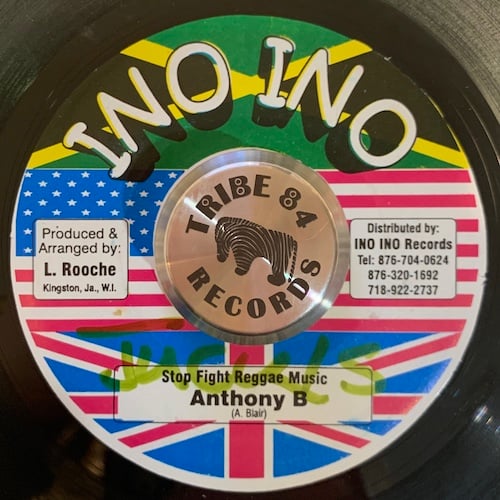 INO INO
TRIBE 84
RECORDS
Produced &
Arranged by:
L. Rooche
Kingston, Ja., W.I.
Distributed by:
INO INO Records
Tel: 876-704-0624
876-320-1692
718-922-2737
Stop Fight Reggae Music
Anthony B
(A. Blair)